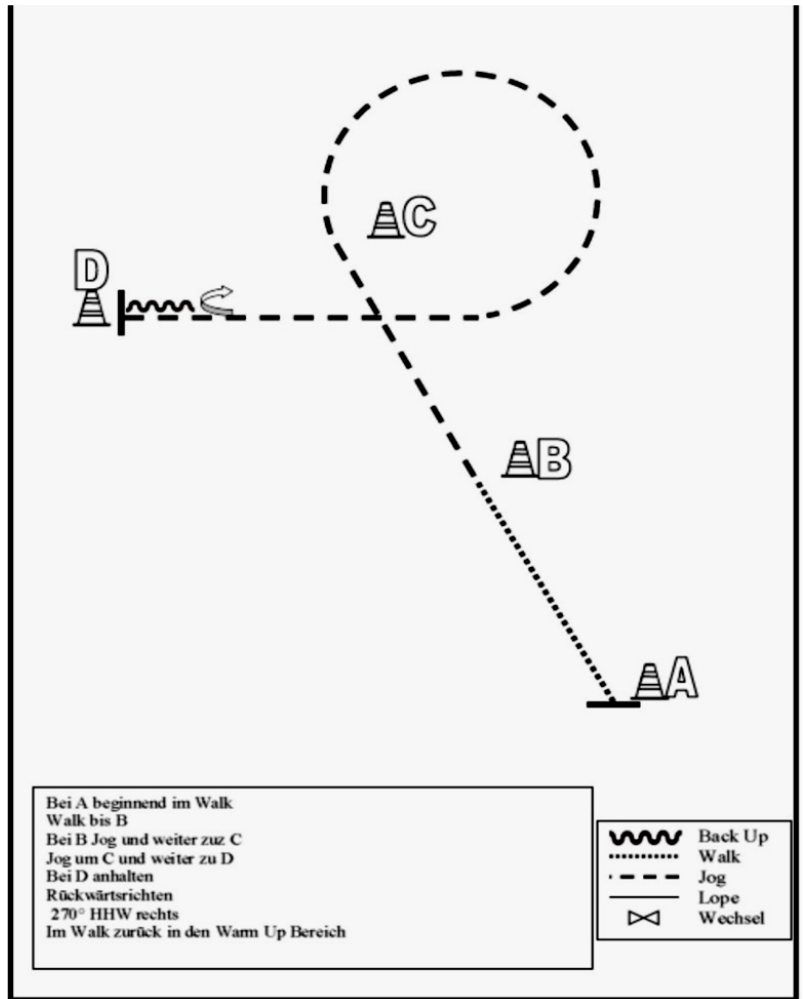 C
D
B
A
Bei A beginnend im Walk
Walk bis B
Bei B Jog und weiter zuz C
Jog um C und weiter zu D
Bei D anhalten
Rückwärtsrichten
270° HHW rechts
Im Walk zurück in den Warm Up Bereich
Back Up
Walk
Jog
Lope
Wechsel